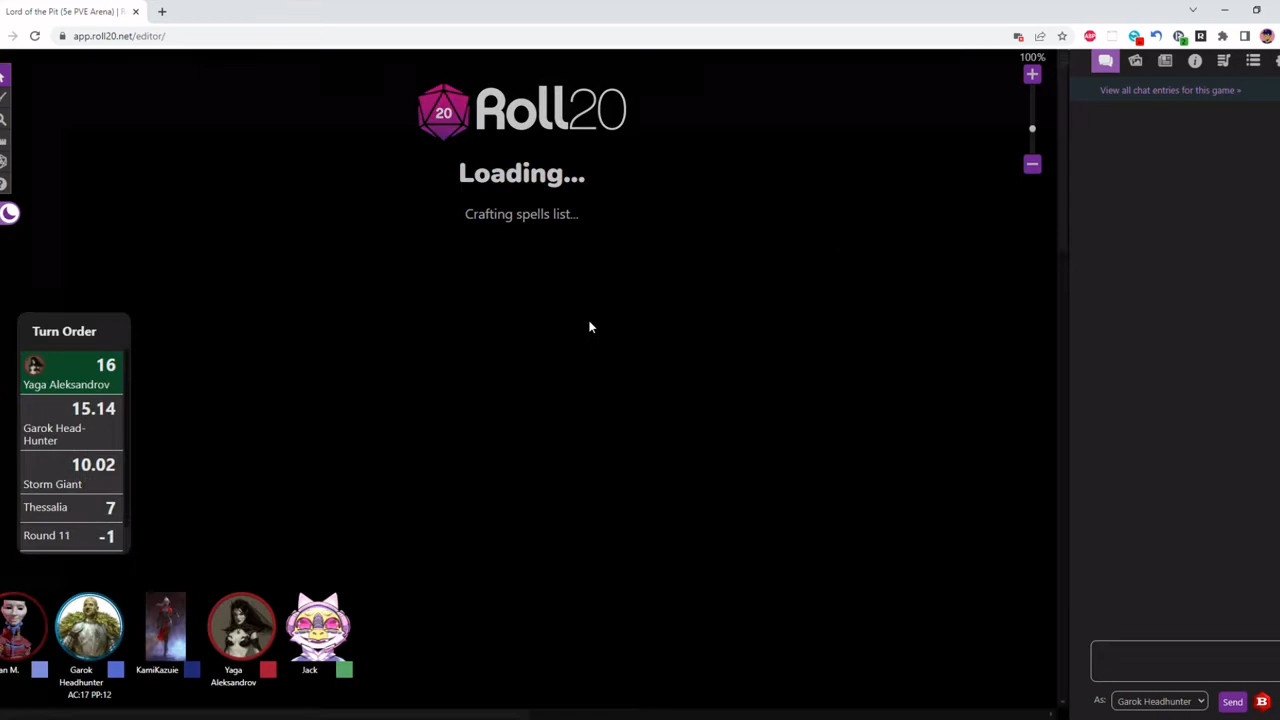 Lord of the Pit (5e PVE Arena) |
app.roll20.net/editor/
ABP
100%
20 Roll20
View all chat entries for this game »
Loading...
Crafting spells list...
Turn Order
16
Yaga Aleksandrov
15.14
Garok Head-
Hunter
10.02
Storm Giant
Thessalia 7
Round 11 -1
an M. Garok KamiKazuie Yaga Jack
Headhunter Aleksandrov
AC:17 PP:12
As: Garok Headhunter Send B